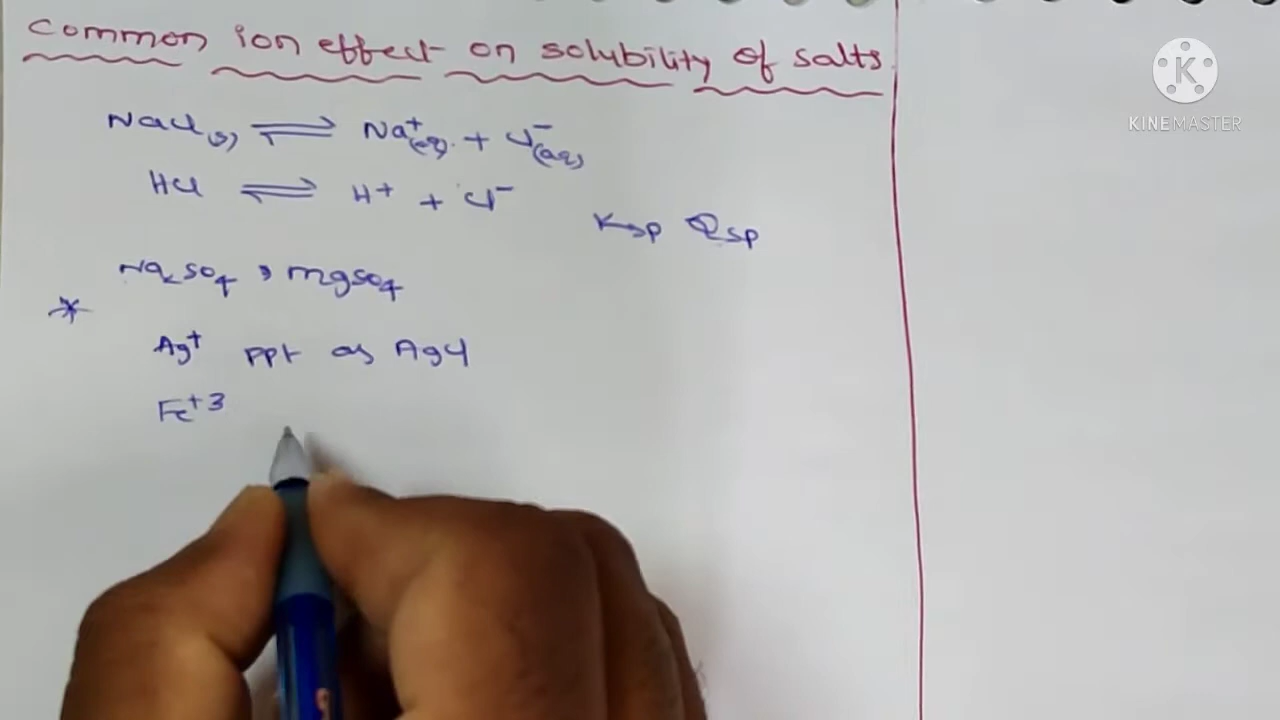 Common ion effect on solubility of salts
NaCl(s) ⇌ Na+(aq). + Cl-(aq)
HCl ⇌ H+ + Cl-
Ksp Qsp
Na2SO4, MgSO4
*
Ag+ ppt as AgCl
Fe+3
K
KINEMASTER